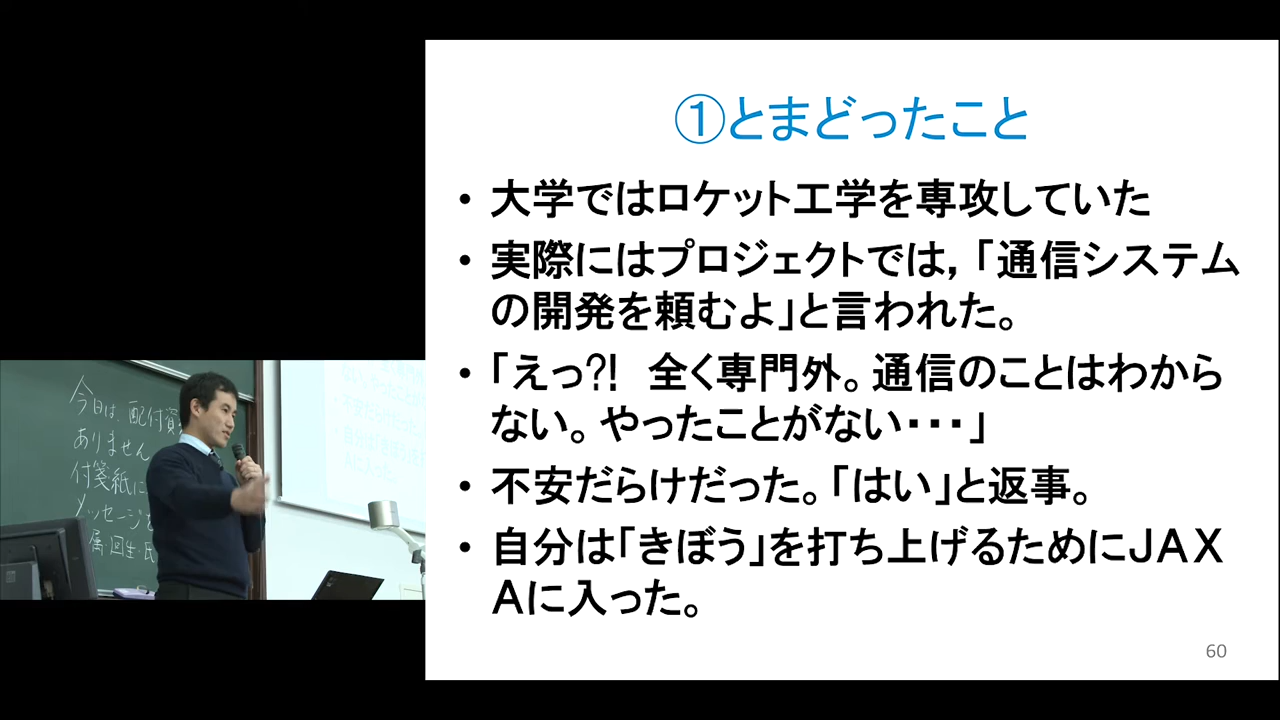 ①とまどったこと
• 大学ではロケット工学を専攻していた
• 実際にはプロジェクトでは,「通信システム
の開発を頼むよ」と言われた。
• 「えっ?! 全く専門外。通信のことはわから
ない。やったことがない・・・」
• 不安だらけだった。「はい」と返事。
• 自分は「きぼう」を打ち上げるためにJAX
Aに入った。
60
今日は 配付資
ありません
付箋紙に
メッセージを
属・回生・氏